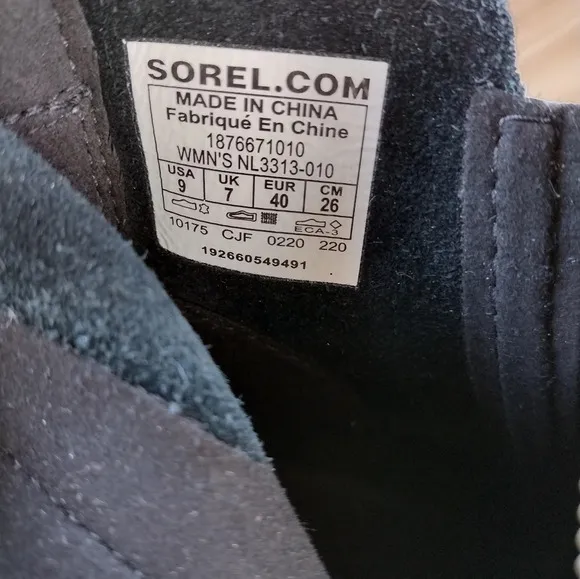 SOREL.COM
MADE IN CHINA
Fabriqué En Chine
1876671010
WMN'S NL3313-010
USA UK EUR CM
9 7 40 26
ECA-3
10175 CJF 0220 220
192660549491